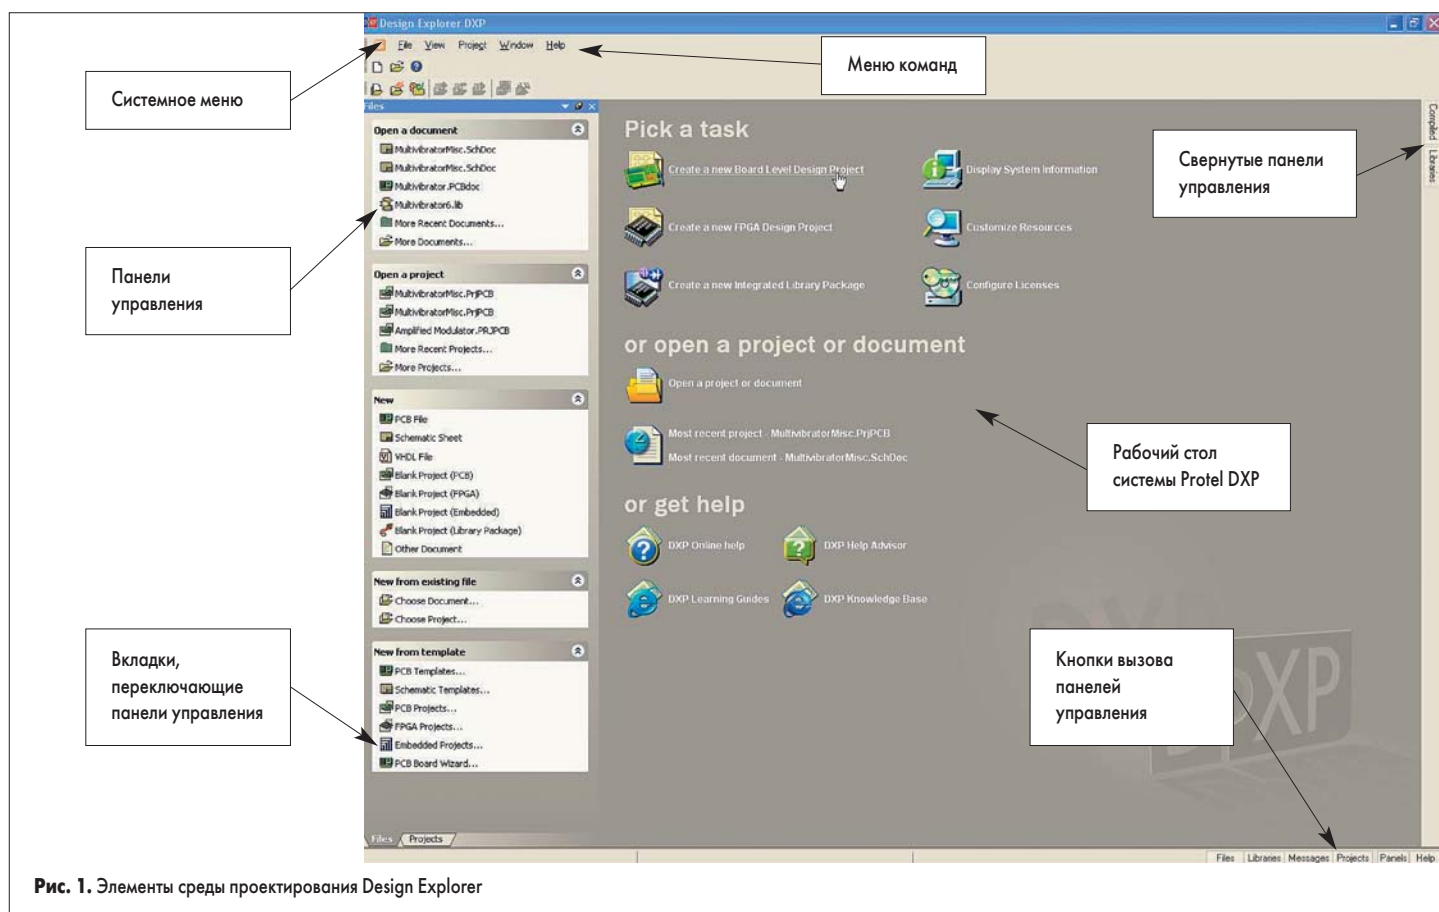 Design Explorer DXP
File View Project Window Help
Меню команд
Системное меню
Files
Open a document
MultivibratorMisc.SchDoc
MultivibratorMisc.SchDoc
Multivibrator.PCBdoc
Multivibrator6.lib
More Recent Documents...
More Documents...
Панели
управления
Open a project
MultivibratorMisc.PrjPCB
MultivibratorMisc.PrjPCB
Amplified Modulator.PRJPCB
More Recent Projects...
More Projects...
New
PCB File
Schematic Sheet
VHDL File
Blank Project (PCB)
Blank Project (FPGA)
Blank Project (Embedded)
Blank Project (Library Package)
Other Document
New from existing file
Choose Document...
Choose Project...
Вкладки,
переключающие
панели управления
New from template
PCB Templates...
Schematic Templates...
PCB Projects...
FPGA Projects...
Embedded Projects...
PCB Board Wizard...
Files Projects
Pick a task
Create a new Board Level Design Project
Display System Information
Create a new FPGA Design Project
Customize Resources
Create a new Integrated Library Package
Configure Licenses
Compiled
Libraries
Свернутые панели
управления
or open a project or document
Open a project or document
Most recent project - MultivibratorMisc.PrjPCB
Most recent document - MultivibratorMisc.SchDoc
Рабочий стол
системы Protel DXP
or get help
DXP Online help
DXP Help Advisor
DXP Learning Guides
DXP Knowledge Base
Кнопки вызова
панелей
управления
DXP
Files Libraries Messages Projects Panels Help
Рис. 1. Элементы среды проектирования Design Explorer